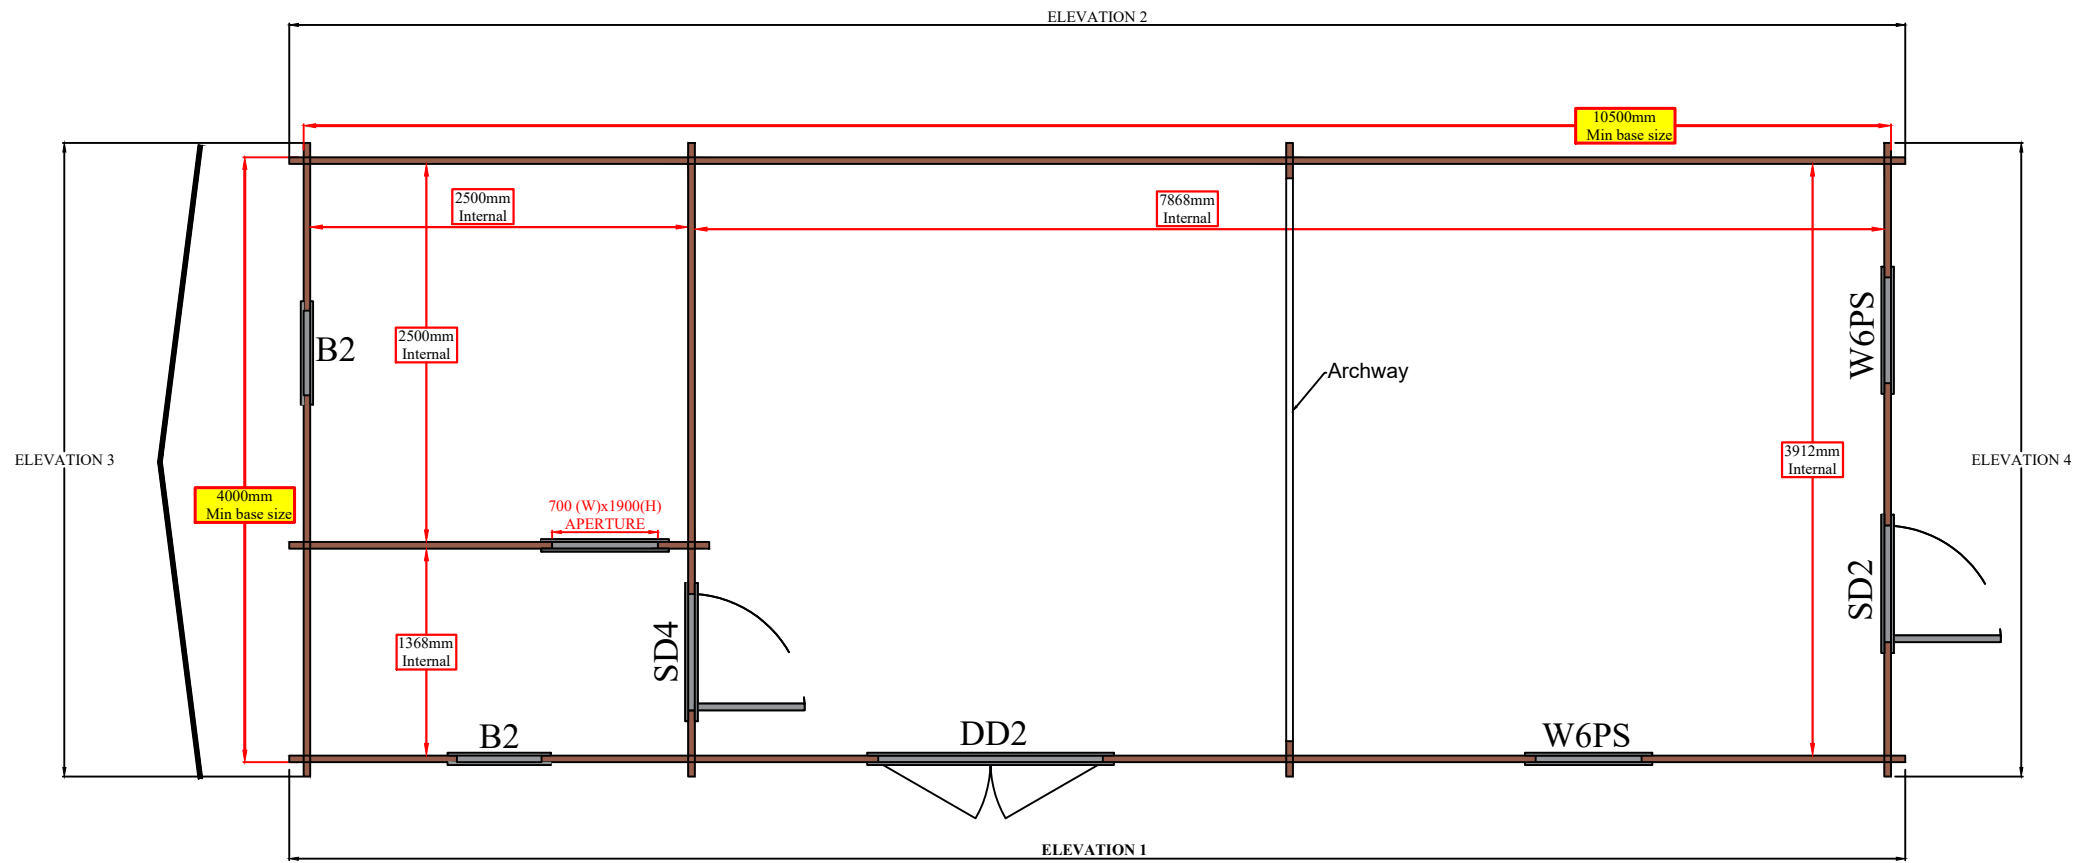 ELEVATION 2
10500mm
Min base size
2500mm
Internal
7868mm
Internal
B2
2500mm
Internal
W6PS
Archway
ELEVATION 3
3912mm
Internal
ELEVATION 4
4000mm
Min base size
700 (W)x1900(H)
APERTURE
SD2
1368mm
Internal
SD4
B2
DD2
W6PS
ELEVATION 1